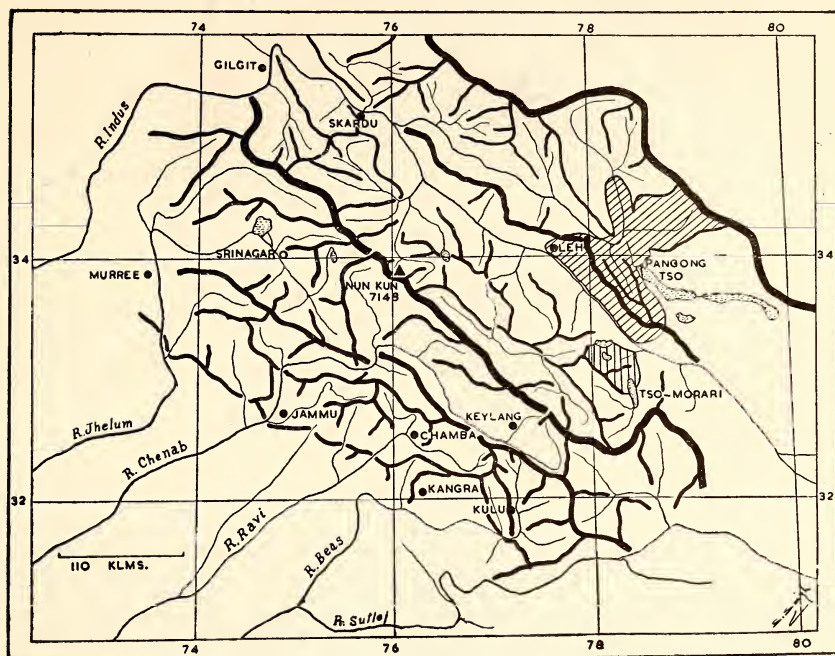 74 76 78 80
GILGIT
R. Indus
SKARDU
34 SRINAGAR LEH 34
PANGONG
TSO
MURREE
NUN KUN
7148
TSO-MORARI
R. Jhelum
JAMMU
KEYLANG
R. Chenab
CHAMBA
32 KANGRA 32
KULU
R. Ravi
R. Beas
110 KLMS.
R. Sutlej
74 76 78 80